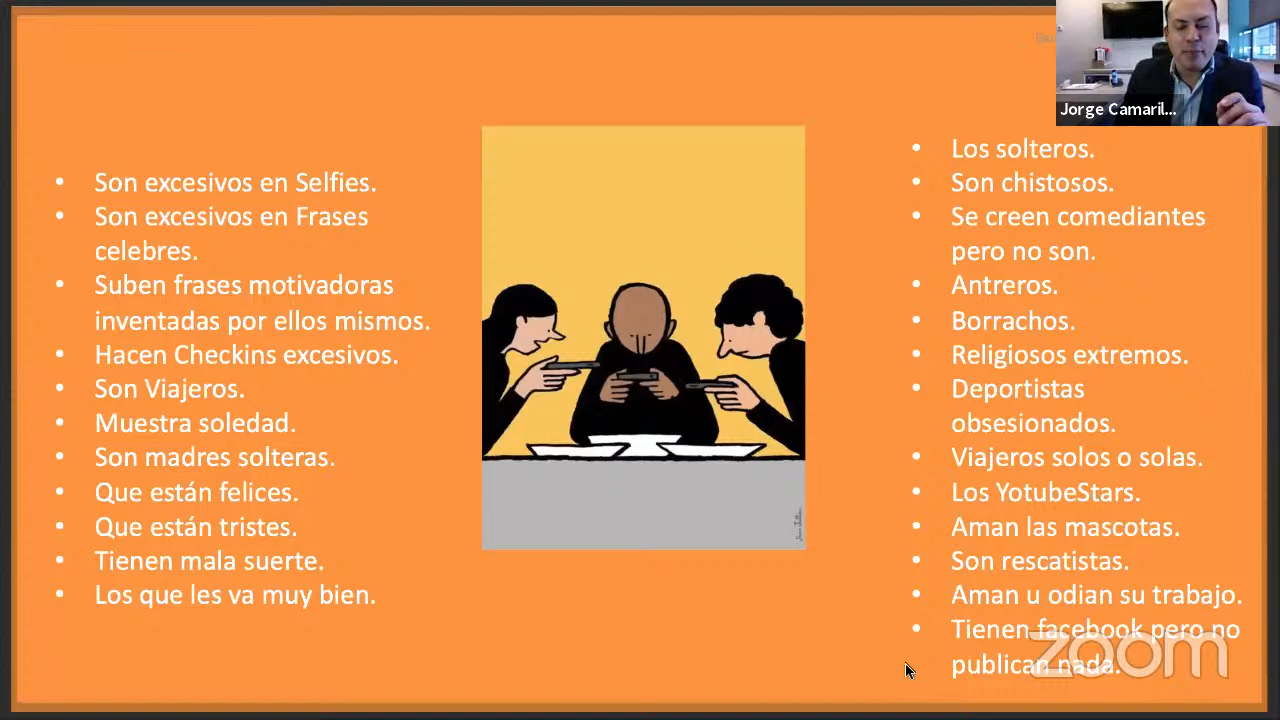 Jorge Camaril...
• Son excesivos en Selfies.
• Son excesivos en Frases
celebres.
• Suben frases motivadoras
inventadas por ellos mismos.
• Hacen Checkins excesivos.
• Son Viajeros.
• Muestra soledad.
• Son madres solteras.
• Que están felices.
• Que están tristes.
• Tienen mala suerte.
• Los que les va muy bien.
• Los solteros.
• Son chistosos.
• Se creen comediantes
pero no son.
• Antreros.
• Borrachos.
• Religiosos extremos.
• Deportistas
obsesionados.
• Viajeros solos o solas.
• Los YotubeStars.
• Aman las mascotas.
• Son rescatistas.
• Aman u odian su trabajo.
• Tienen facebook pero no
publican nada.
zoom